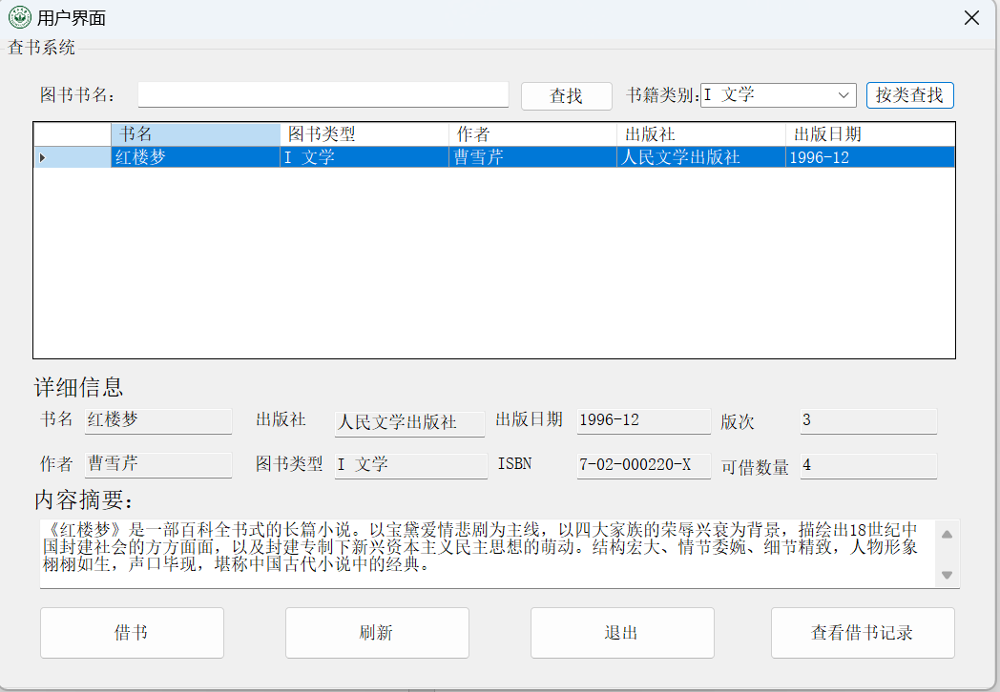 用户界面
查书系统
图书书名： 查找 书籍类别: I 文学 按类查找
书名 图书类型 作者 出版社 出版日期
红楼梦 I 文学 曹雪芹 人民文学出版社 1996-12
详细信息
书名 红楼梦 出版社 人民文学出版社 出版日期 1996-12 版次 3
作者 曹雪芹 图书类型 I 文学 ISBN 7-02-000220-X 可借数量 4
内容摘要：
《红楼梦》是一部百科全书式的长篇小说。以宝黛爱情悲剧为主线，以四大家族的荣辱兴衰为背景，描绘出18世纪中
国封建社会的方方面面，以及封建专制下新兴资本主义民主思想的萌动。结构宏大、情节委婉、细节精致，人物形象
栩栩如生，声口毕现，堪称中国古代小说中的经典。
借书 刷新 退出 查看借书记录